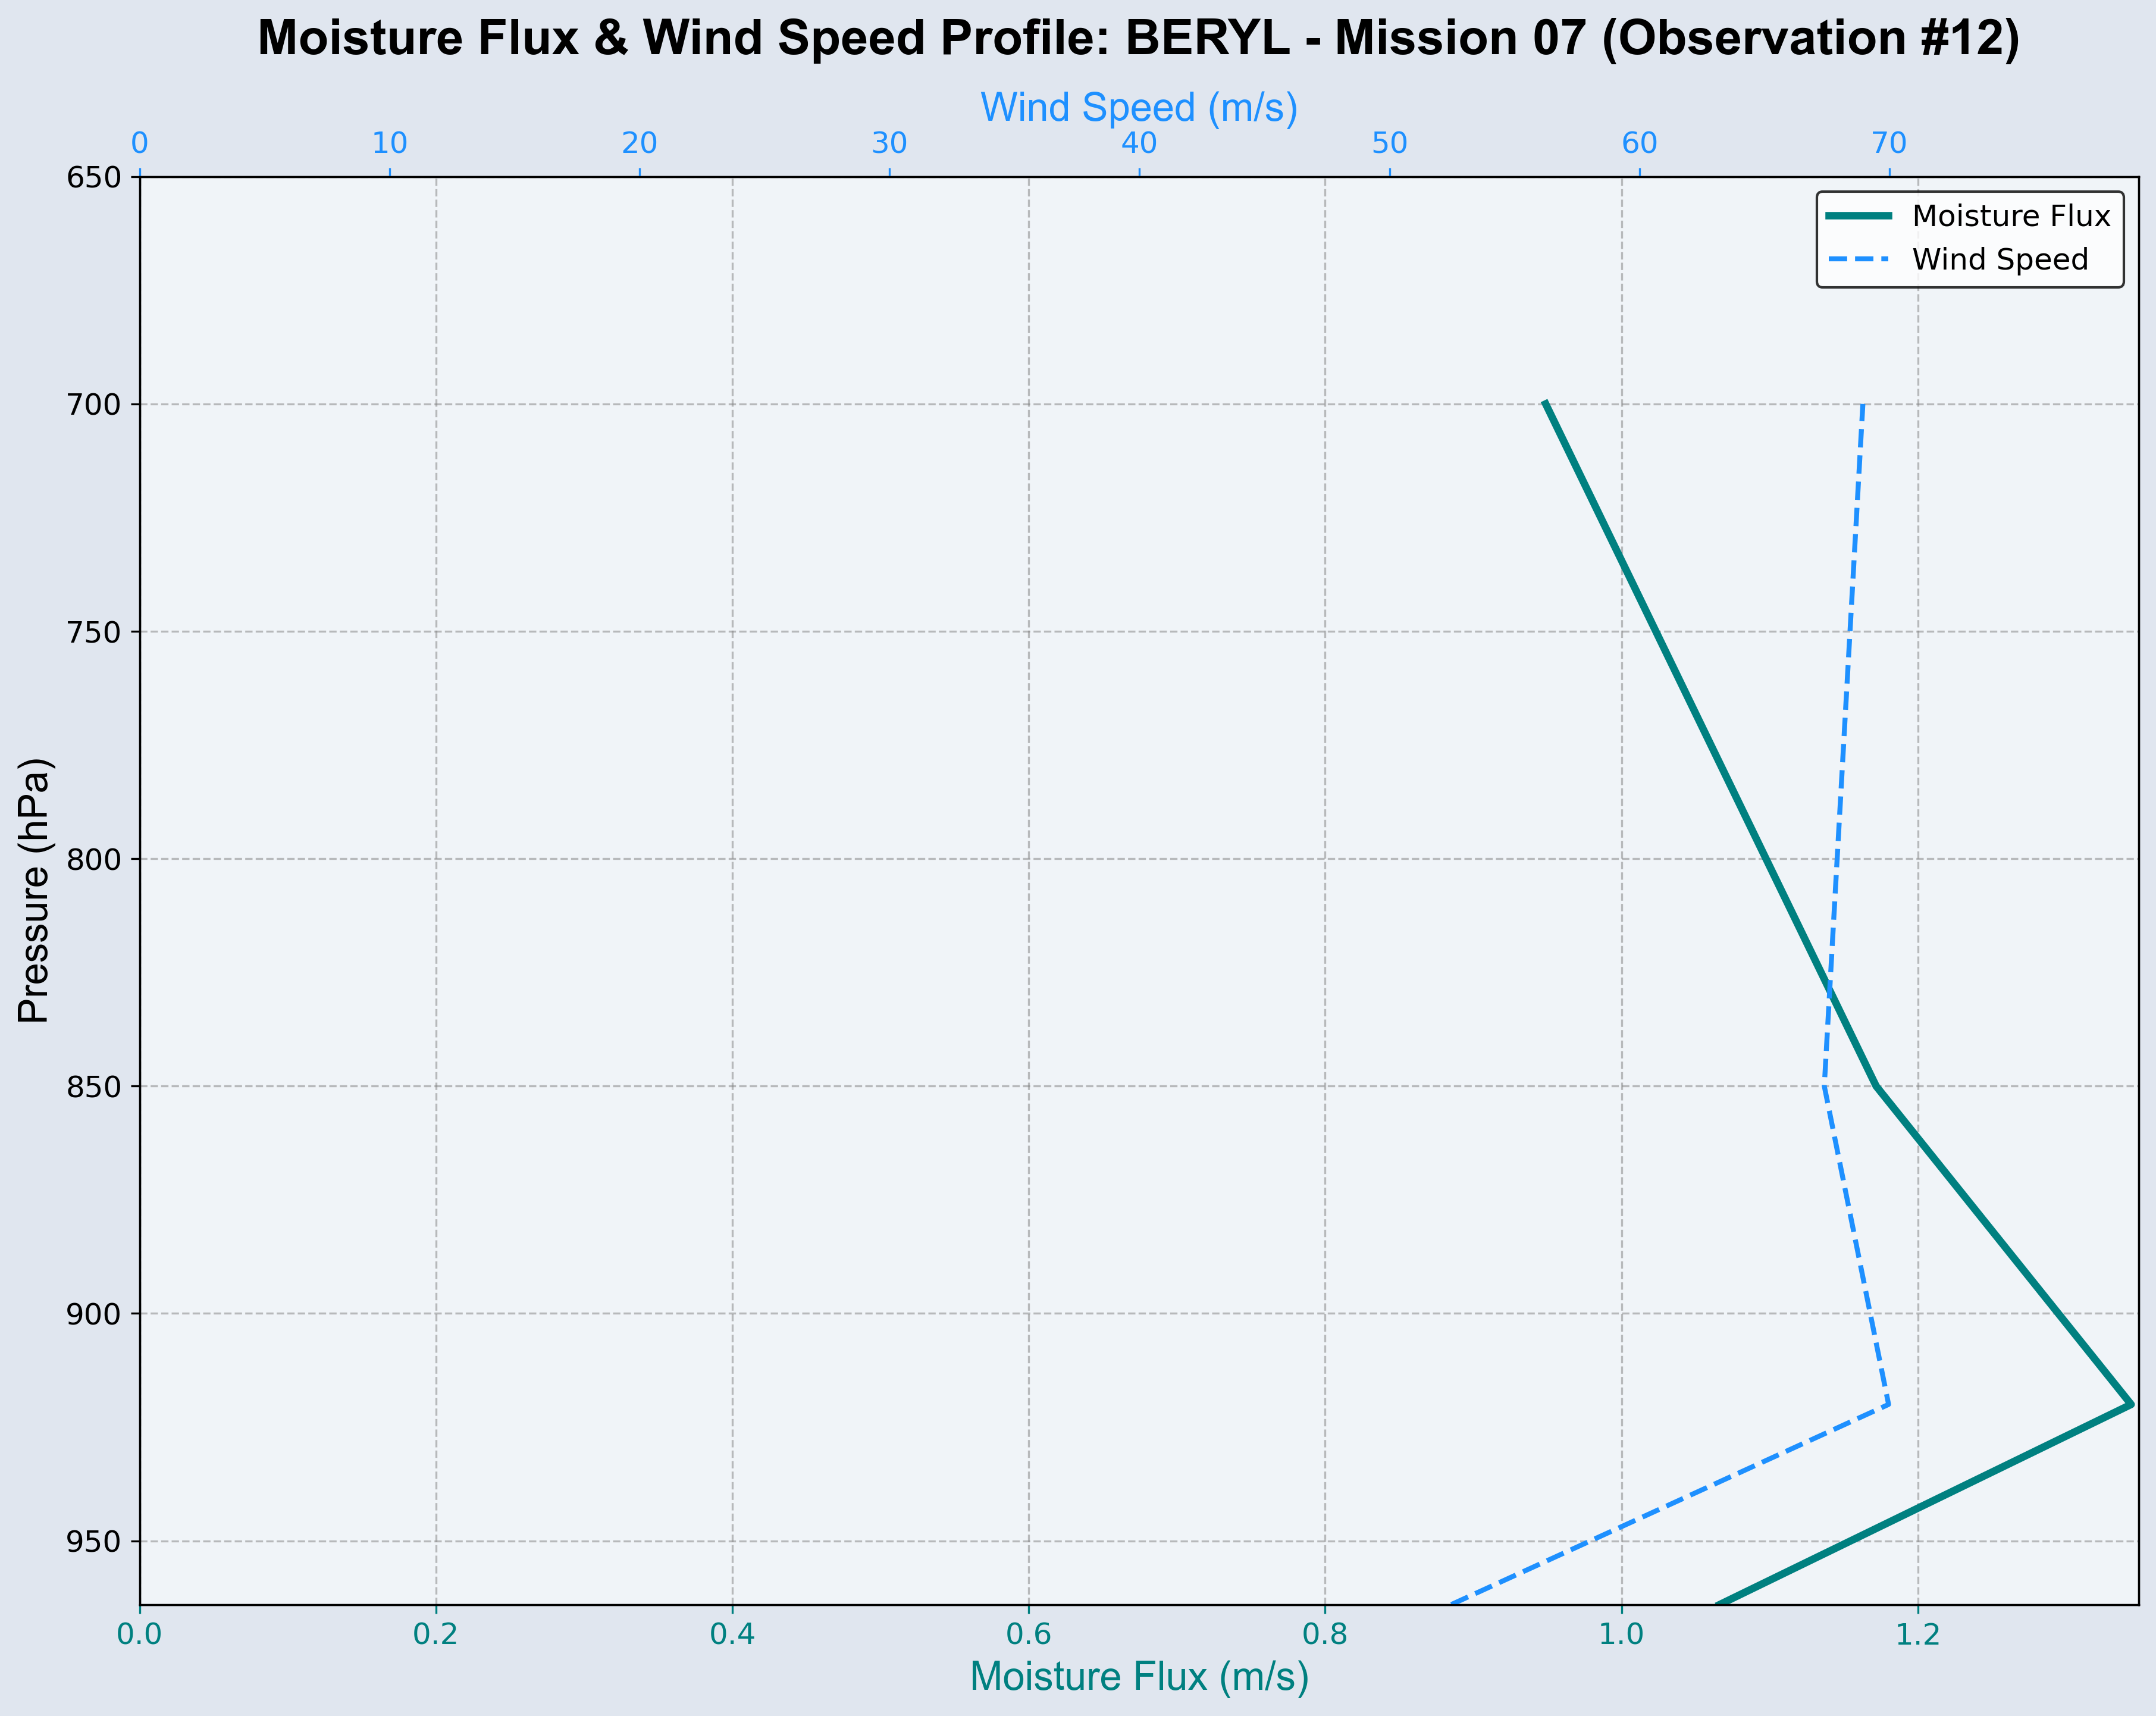 Moisture Flux & Wind Speed Profile: BERYL - Mission 07 (Observation #12)
Wind Speed (m/s)
0 10 20 30 40 50 60 70
Moisture Flux
Wind Speed
Pressure (hPa)
650
700
750
800
850
900
950
0.0 0.2 0.4 0.6 0.8 1.0 1.2
Moisture Flux (m/s)